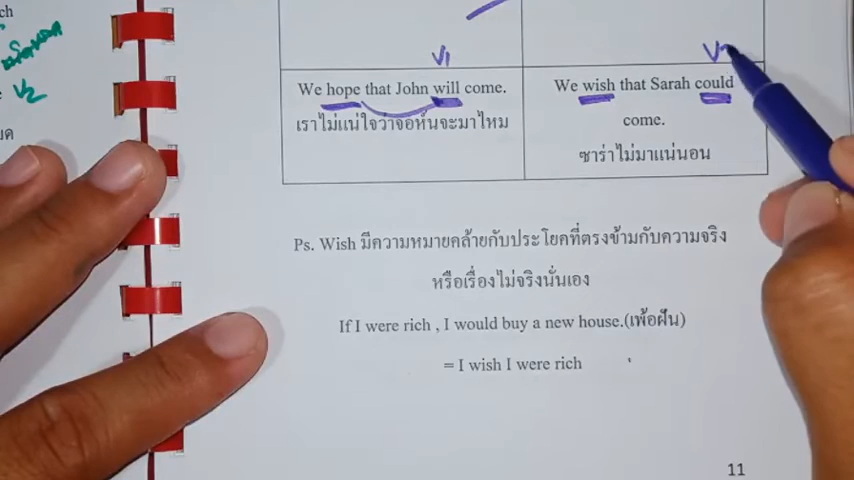 ch
V2
มด
V1
We hope that John will come.
เราไม่แน่ใจว่าจอห์นจะมาไหม
We wish that Sarah could
come.
ซาร่าไม่มาแน่นอน
Ps. Wish มีความหมายคล้ายกับประโยคที่ตรงข้ามกับความจริง
หรือเรื่องไม่จริงนั่นเอง
If I were rich , I would buy a new house.(เพ้อฝัน)
= I wish I were rich
11